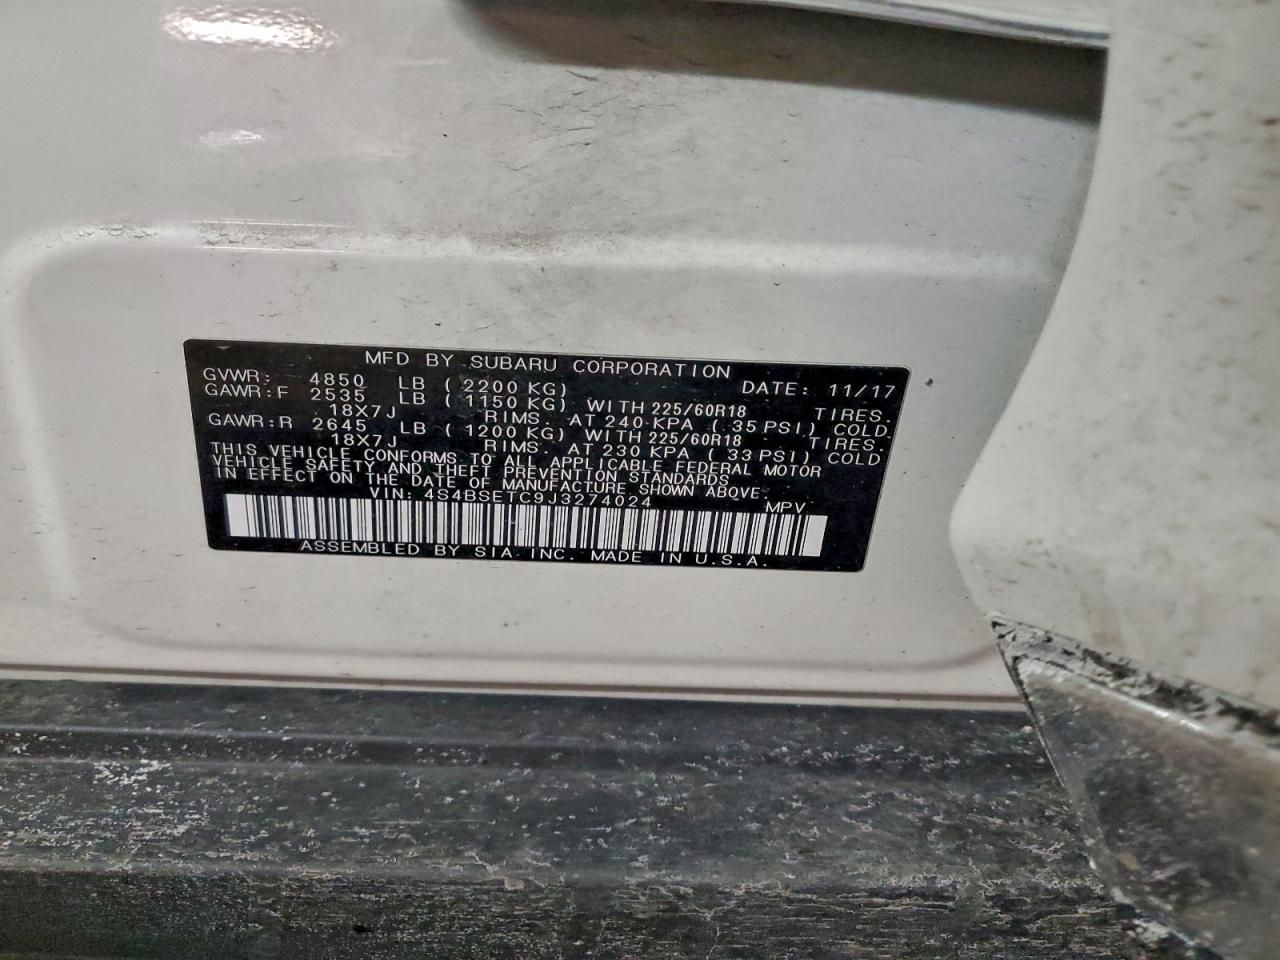 MFD BY SUBARU CORPORATION
GVWR: 4850 LB ( 2200 KG) DATE: 11/17
GAWR:F 2535 LB ( 1150 KG) WITH 225/60R18 TIRES.
18X7J RIMS. AT 240 KPA ( 35 PSI) COLD.
GAWR:R 2645 LB ( 1200 KG) WITH 225/60R18 TIRES.
18X7J RIMS. AT 230 KPA ( 33 PSI) COLD
THIS VEHICLE CONFORMS TO ALL APPLICABLE FEDERAL MOTOR
VEHICLE SAFETY AND THEFT PREVENTION STANDARDS
IN EFFECT ON THE DATE OF MANUFACTURE SHOWN ABOVE.
VIN: 4S4BSETC9J3274024 MPV
ASSEMBLED BY SIA INC. MADE IN U.S.A.